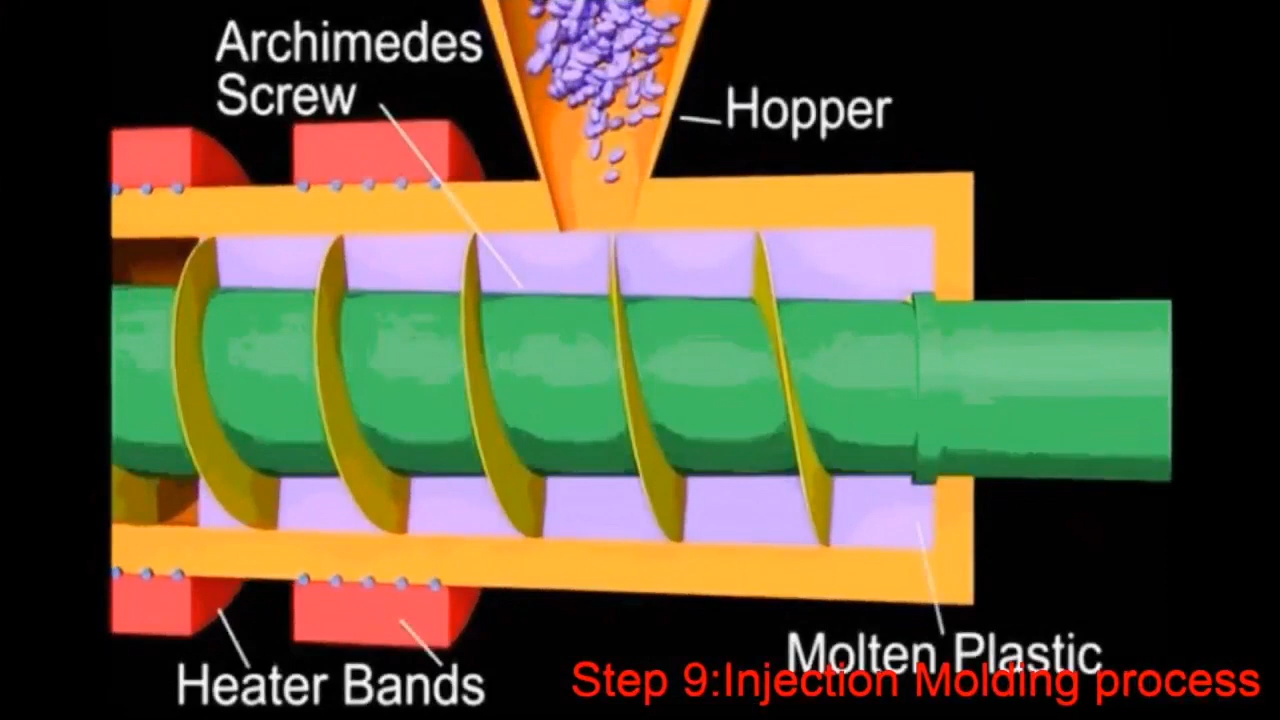 Archimedes
Screw
Hopper
Heater Bands
Molten Plastic
Step 9:Injection Molding process